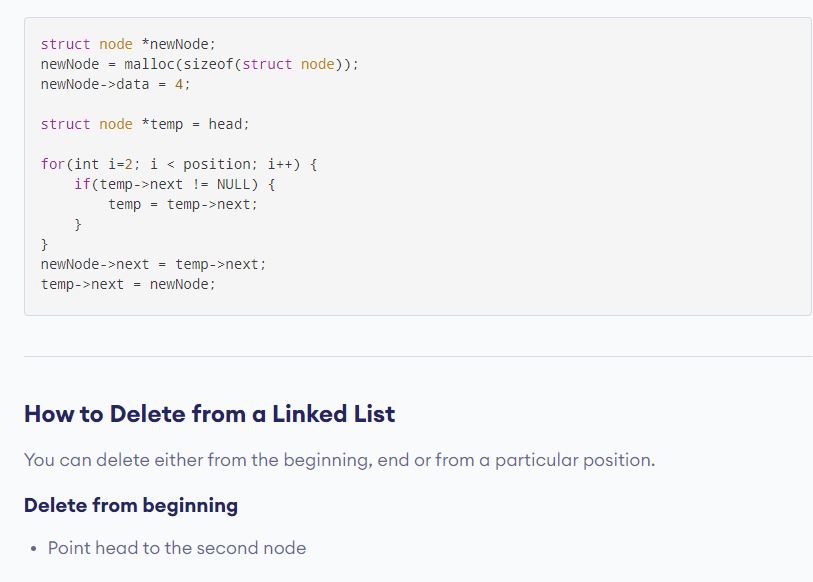 struct node *newNode;
newNode = malloc(sizeof(struct node));
newNode->data = 4;
struct node *temp = head;
for(int i=2; i < position; i++) {
    if(temp->next != NULL) {
        temp = temp->next;
    }
}
newNode->next = temp->next;
temp->next = newNode;
How to Delete from a Linked List
You can delete either from the beginning, end or from a particular position.
Delete from beginning
• Point head to the second node